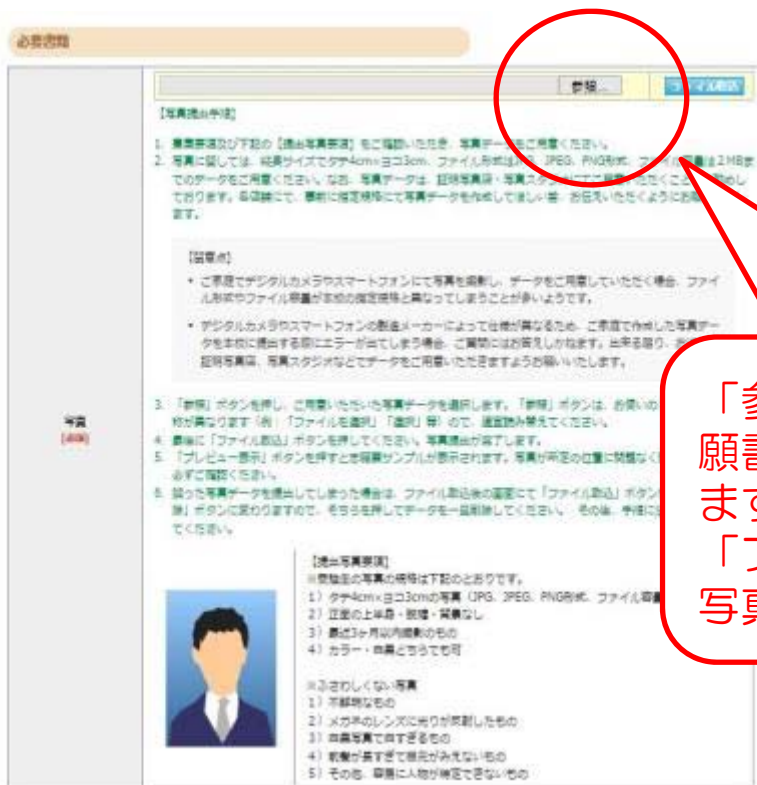 必要書類
参照... ファイル取込
【写真提出手順】
1. 募集要項及び下記の【提出写真要項】をご確認いただき、写真データをご用意ください。
2. 写真に関しては、縦長サイズでタテ4cm×ヨコ3cm、ファイル形式はJPG、JPEG、PNG形式、ファイル容量は2MBま
でのデータをご用意ください。なお、写真データは、証明写真店・写真スタジオにてご用意いただくこと
ております。各店舗にて、事前に指定規格にて写真データを作成してほしい旨、お伝えいただくようにお
ます。
【留意点】
• ご家庭でデジタルカメラやスマートフォンにて写真を撮影し、データをご用意していただく場合、ファイ
ル形式やファイル容量が本校の指定規格と異なってしまうことが多いようです。
• デジタルカメラやスマートフォンの製造メーカーによって仕様が異なるため、ご家庭で作成した写真デー
タを本校に提出する際にエラーが出てしまう場合、ご質問にはお答えしかねます。出来る限り、お
証明写真店、写真スタジオなどでデータをご用意いただきますようお願いいたします。
写真
[必須]
3. 「参照」ボタンを押し、ご用意いただいた写真データを選択します。「参照」ボタンは、お使いの
称が異なります（例：「ファイルを選択」「選択」等）ので、適宜読み替えてください。
4. 最後に「ファイル取込」ボタンを押してください。写真提出が完了します。
5. 「プレビュー表示」ボタンを押すと志願票サンプルが表示されます。写真が所定の位置に問題なく
必ずご確認ください。
6. 誤った写真データを提出してしまった場合は、ファイル取込後の画面にて「ファイル取込」ボタン
除」ボタンに変わりますので、そちらを押してデータを一旦削除してください。その後、手順に
てください。
「参
願書
ます
「フ
写真
【提出写真要項】
※受験生の写真の規格は下記のとおりです。
1）タテ4cm×ヨコ3cmの写真（JPG、JPEG、PNG形式、ファイル容量
2）正面の上半身・脱帽・背景なし
3）最近3ヶ月以内撮影のもの
4）カラー・白黒どちらでも可
※ふさわしくない写真
1）不鮮明なもの
2）メガネのレンズに光りが反射したもの
3）白黒写真で白すぎるもの
4）前髪が長すぎて目元がみえないもの
5）その他、容易に人物が特定できないもの